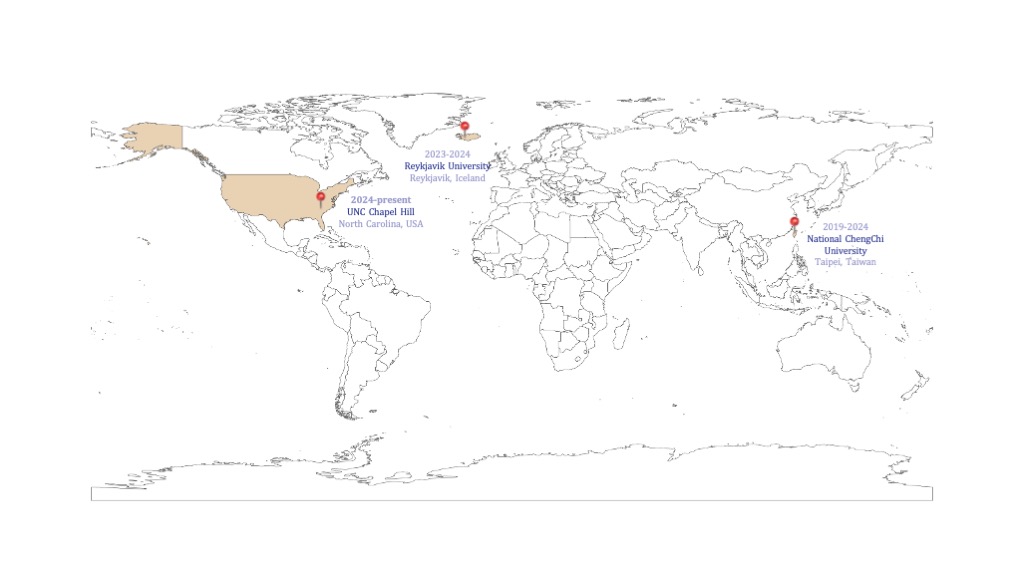 2023-2024
Reykjavik University
Reykjavik, Iceland
2024-present
UNC Chapel Hill
North Carolina, USA
2019-2024
National ChengChi
University
Taipei, Taiwan